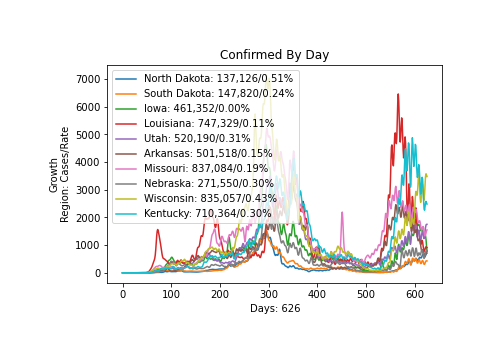 Confirmed By Day
Growth
Region: Cases/Rate
7000
6000
5000
4000
3000
2000
1000
0
North Dakota: 137,126/0.51%
South Dakota: 147,820/0.24%
Iowa: 461,352/0.00%
Louisiana: 747,329/0.11%
Utah: 520,190/0.31%
Arkansas: 501,518/0.15%
Missouri: 837,084/0.19%
Nebraska: 271,550/0.30%
Wisconsin: 835,057/0.43%
Kentucky: 710,364/0.30%
0 100 200 300 400 500 600
Days: 626